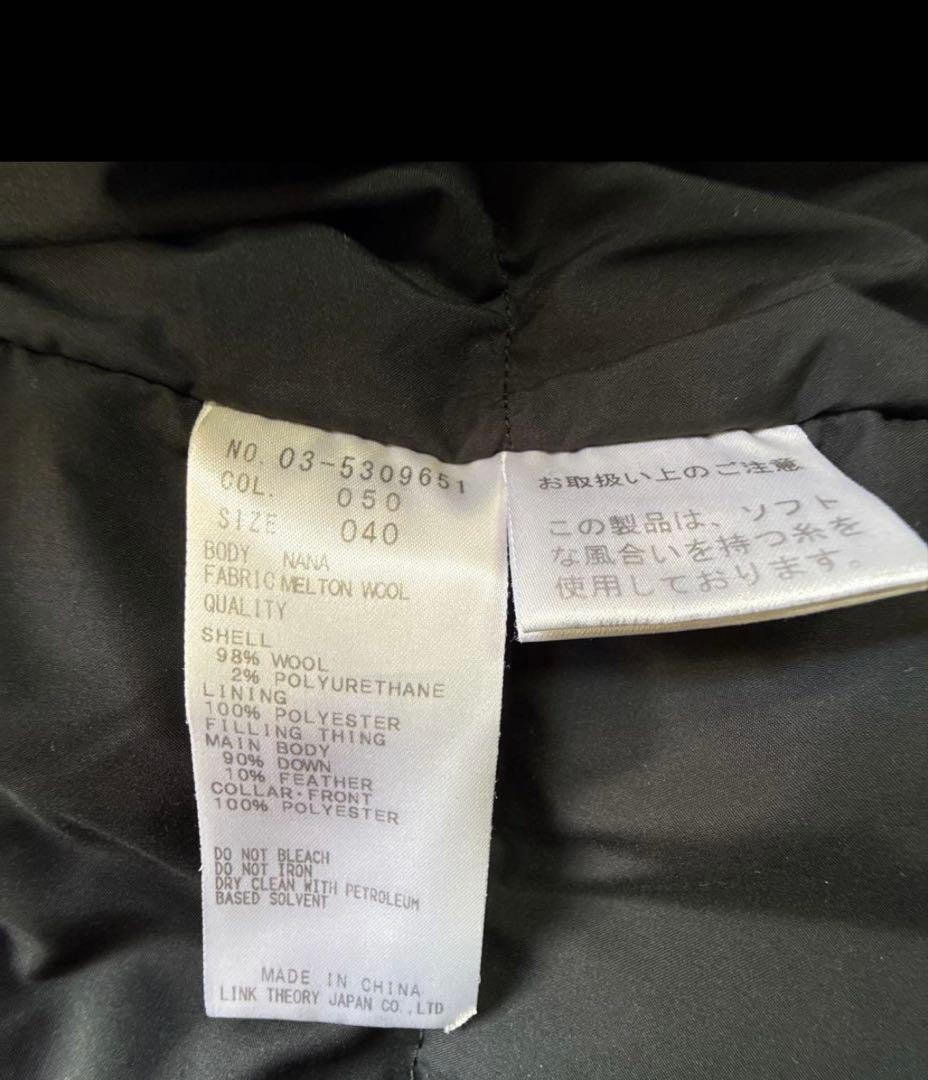 NO. 03-5309651
COL. 050
SIZE 040
BODY NANA
FABRIC MELTON WOOL
QUALITY
SHELL
98% WOOL
2% POLYURETHANE
LINING
100% POLYESTER
FILLING THING
MAIN BODY
90% DOWN
10% FEATHER
COLLAR・FRONT
100% POLYESTER
DO NOT BLEACH
DO NOT IRON
DRY CLEAN WITH PETROLEUM
BASED SOLVENT
MADE IN CHINA
LINK THEORY JAPAN CO.,LTD
お取扱い上のご注意
この製品は、ソフト
な風合いを持つ糸を
使用しております。